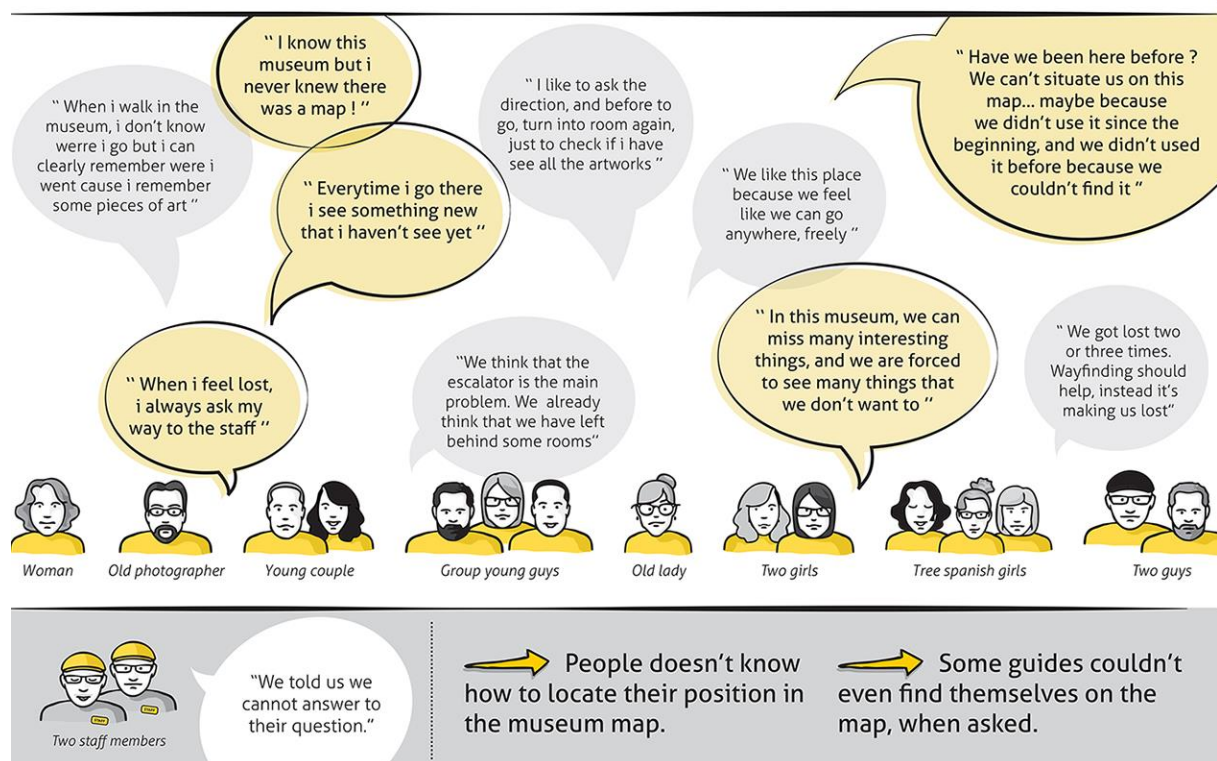 “ When i walk in the
museum, i don’t know
werre i go but i can
clearly remember were i
went cause i remember
some pieces of art “
“ I know this
museum but i
never knew there
was a map ! ”
“ Everytime i go there
i see something new
that i haven’t see yet “
“ I like to ask the
direction, and before to
go, turn into room again,
just to check if i have
see all the artworks ”
“ We like this place
because we feel
like we can go
anywhere, freely ”
“ Have we been here before ?
We can’t situate us on this
map... maybe because
we didn’t use it since the
beginning, and we didn’t used
it before because we
couldn’t find it ”
“ When i feel lost,
i always ask my
way to the staff ”
“We think that the
escalator is the main
problem. We already
think that we have left
behind some rooms”
“ In this museum, we can
miss many interesting
things, and we are forced
to see many things that
we don’t want to “
“ We got lost two
or three times.
Wayfinding should
help, instead it’s
making us lost”
Woman
Old photographer
Young couple
Group young guys
Old lady
Two girls
Tree spanish girls
Two guys
STAFF
STAFF
Two staff members
“We told us we
cannot answer to
their question.”
People doesn’t know
how to locate their position in
the museum map.
Some guides couldn’t
even find themselves on the
map, when asked.